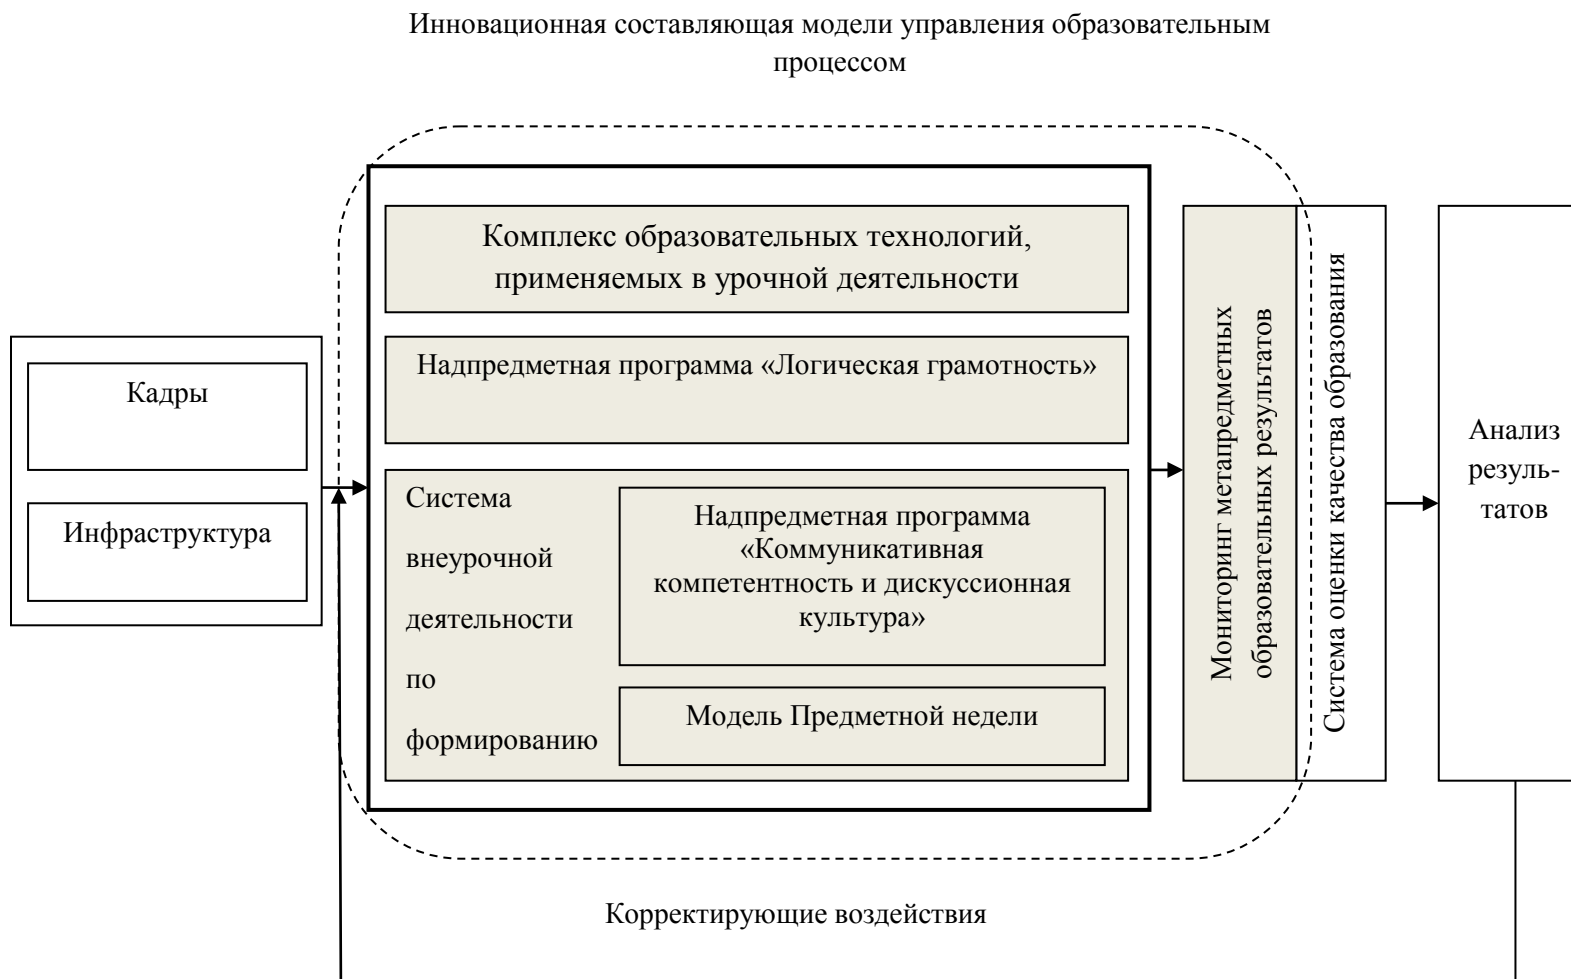 Инновационная составляющая модели управления образовательным
процессом
Комплекс образовательных технологий,
применяемых в урочной деятельности
Надпредметная программа «Логическая грамотность»
Кадры
Инфраструктура
Система
внеурочной
деятельности
по
формированию
Надпредметная программа
«Коммуникативная
компетентность и дискуссионная
культура»
Модель Предметной недели
Мониторинг метапредметных
образовательных результатов
Система оценки качества образования
Анализ
резуль-
татов
Корректирующие воздействия